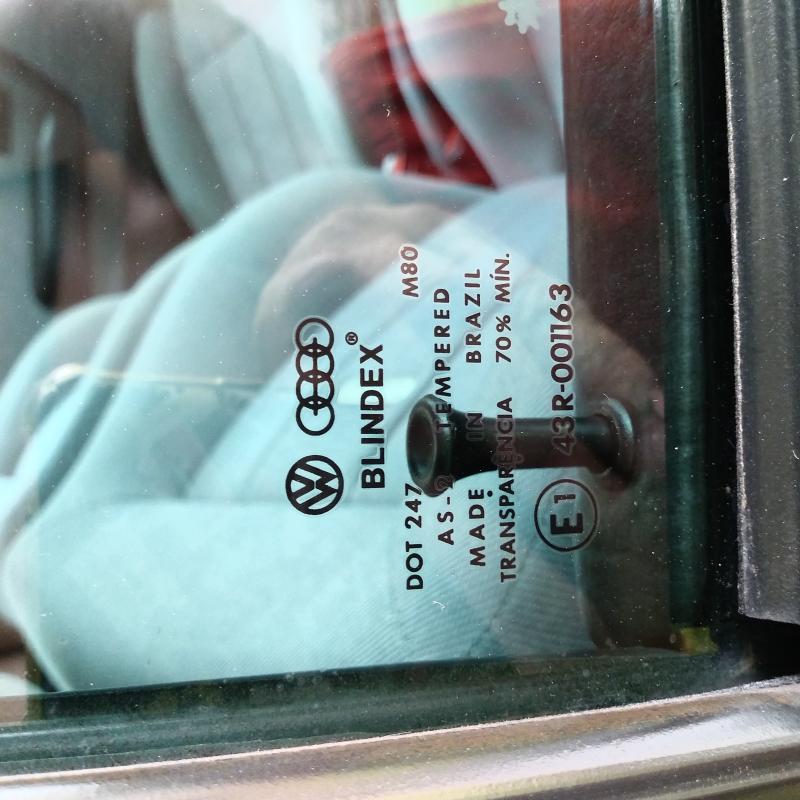 BLINDEX®
DOT 247 M80
AS-2 TEMPERED
MADE IN BRAZIL
TRANSPARÊNCIA 70% MÍN.
E1 43R-001163